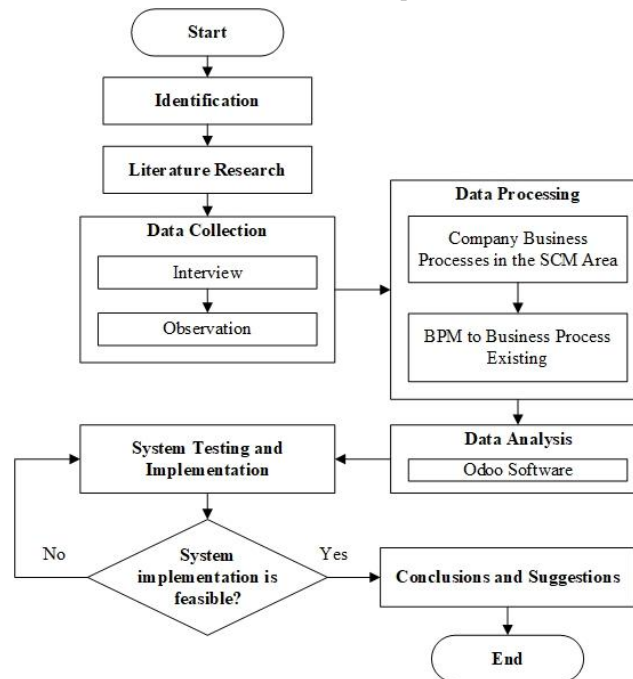 Start
Identification
Literature Research
Data Collection
Interview
Observation
Data Processing
Company Business
Processes in the SCM Area
BPM to Business Process
Existing
Data Analysis
Odoo Software
System Testing and
Implementation
No
System
implementation is
feasible?
Yes
Conclusions and Suggestions
End